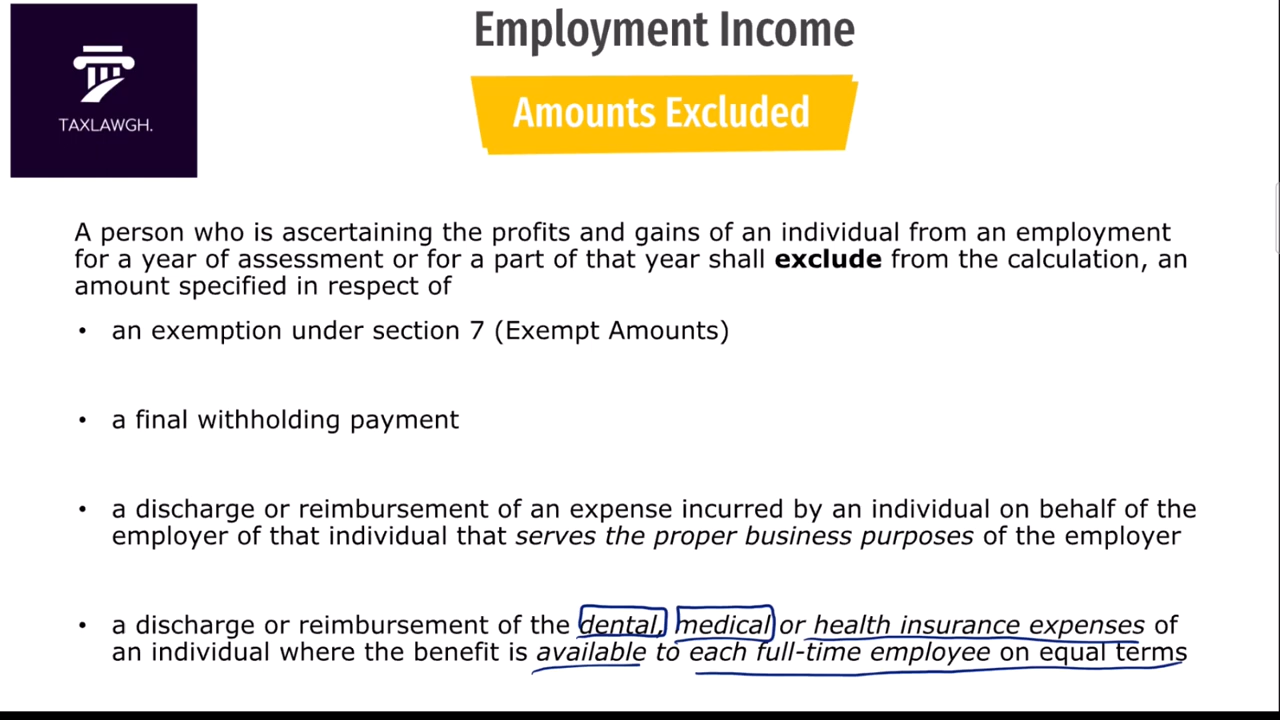 TAXLAWGH.
Employment Income
Amounts Excluded
A person who is ascertaining the profits and gains of an individual from an employment
for a year of assessment or for a part of that year shall exclude from the calculation, an
amount specified in respect of
• an exemption under section 7 (Exempt Amounts)
• a final withholding payment
• a discharge or reimbursement of an expense incurred by an individual on behalf of the
employer of that individual that serves the proper business purposes of the employer
• a discharge or reimbursement of the dental, medical or health insurance expenses of
an individual where the benefit is available to each full-time employee on equal terms